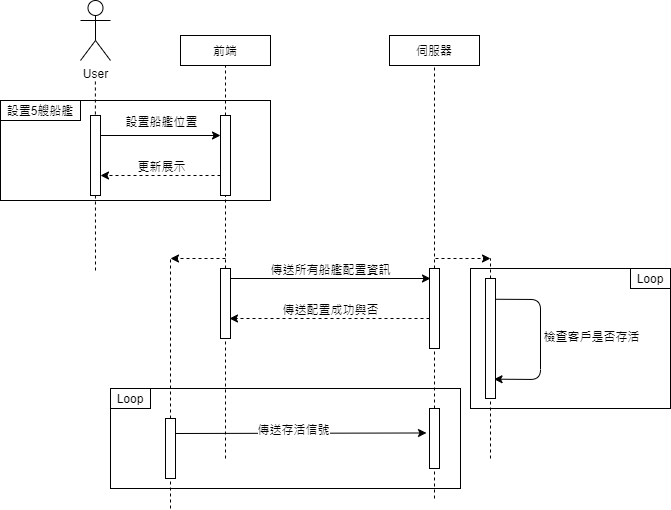 前端
伺服器
User
設置5艘船艦
設置船艦位置
更新展示
傳送所有船艦配置資訊
Loop
傳送配置成功與否
檢查客戶是否存活
Loop
傳送存活信號